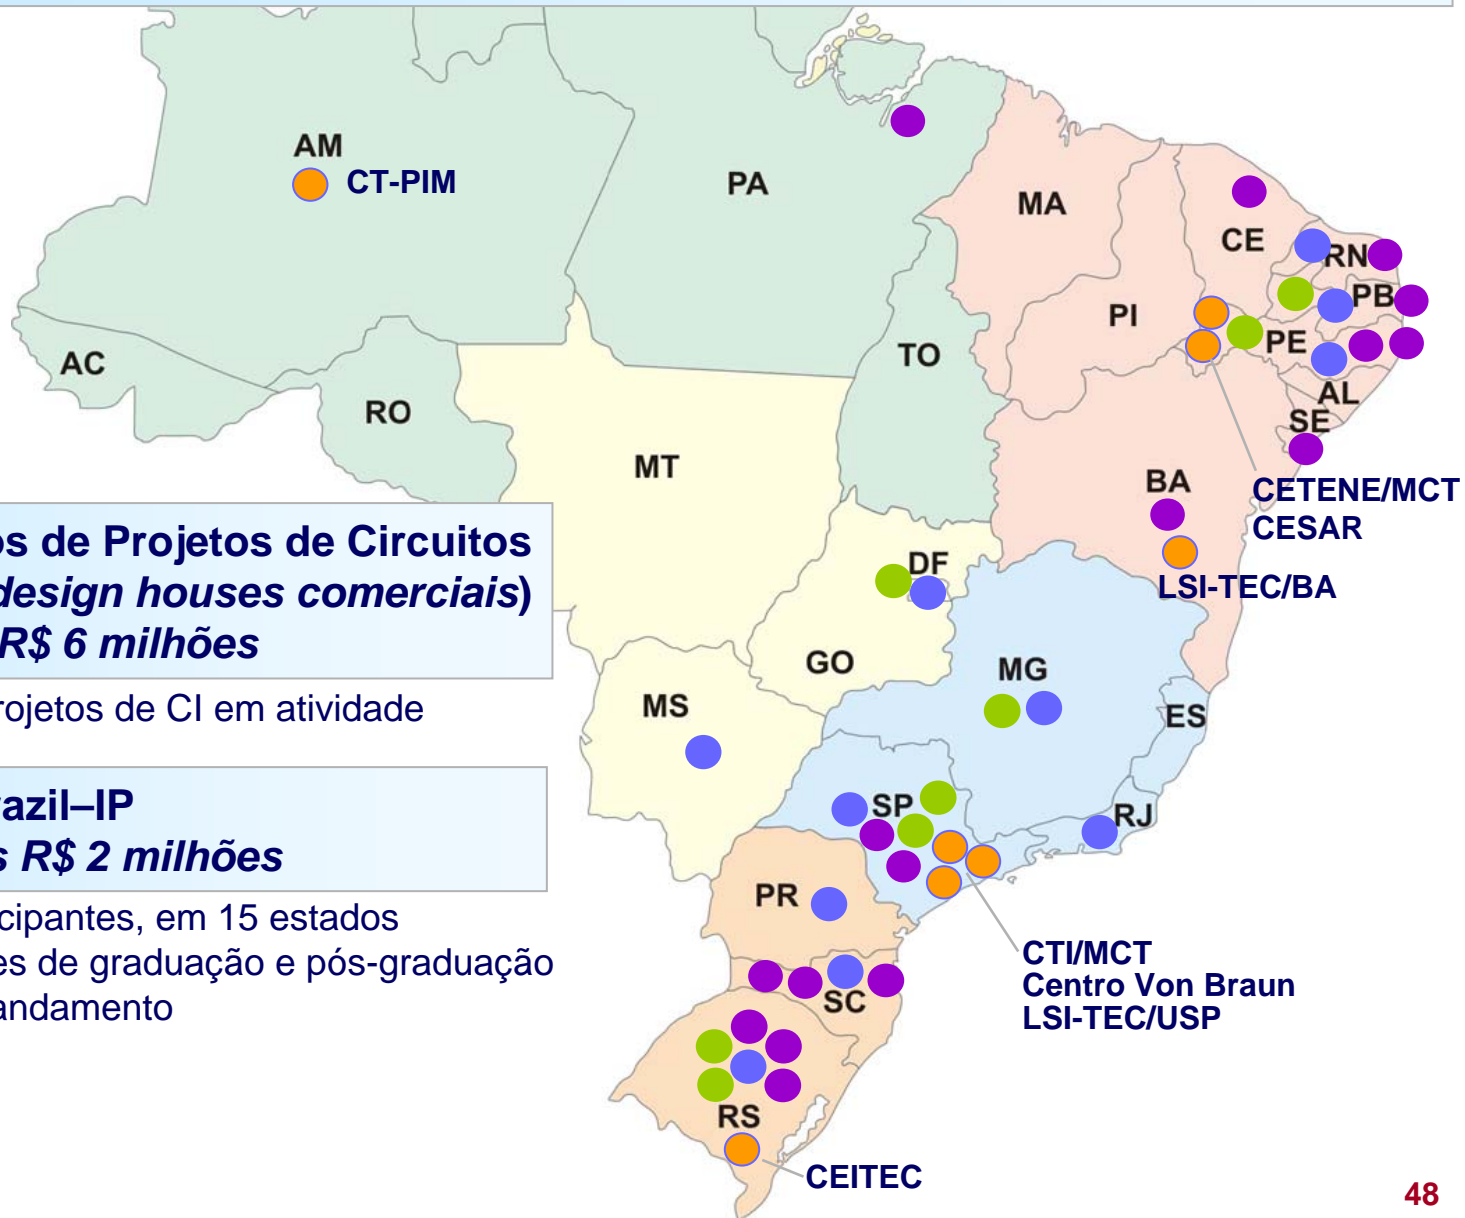 AM
CT-PIM
PA
MA
CE
RN
PI
PB
AC
TO
PE
RO
AL
SE
MT
BA
CETENE/MCT
CESAR
os de Projetos de Circuitos
design houses comerciais)
R$ 6 milhões
DF
LSI-TEC/BA
GO
MG
rojetos de CI em atividade
MS
ES
azil–IP
s R$ 2 milhões
SP
RJ
PR
cipantes, em 15 estados
es de graduação e pós-graduação
andamento
CTI/MCT
Centro Von Braun
LSI-TEC/USP
SC
RS
CEITEC
48